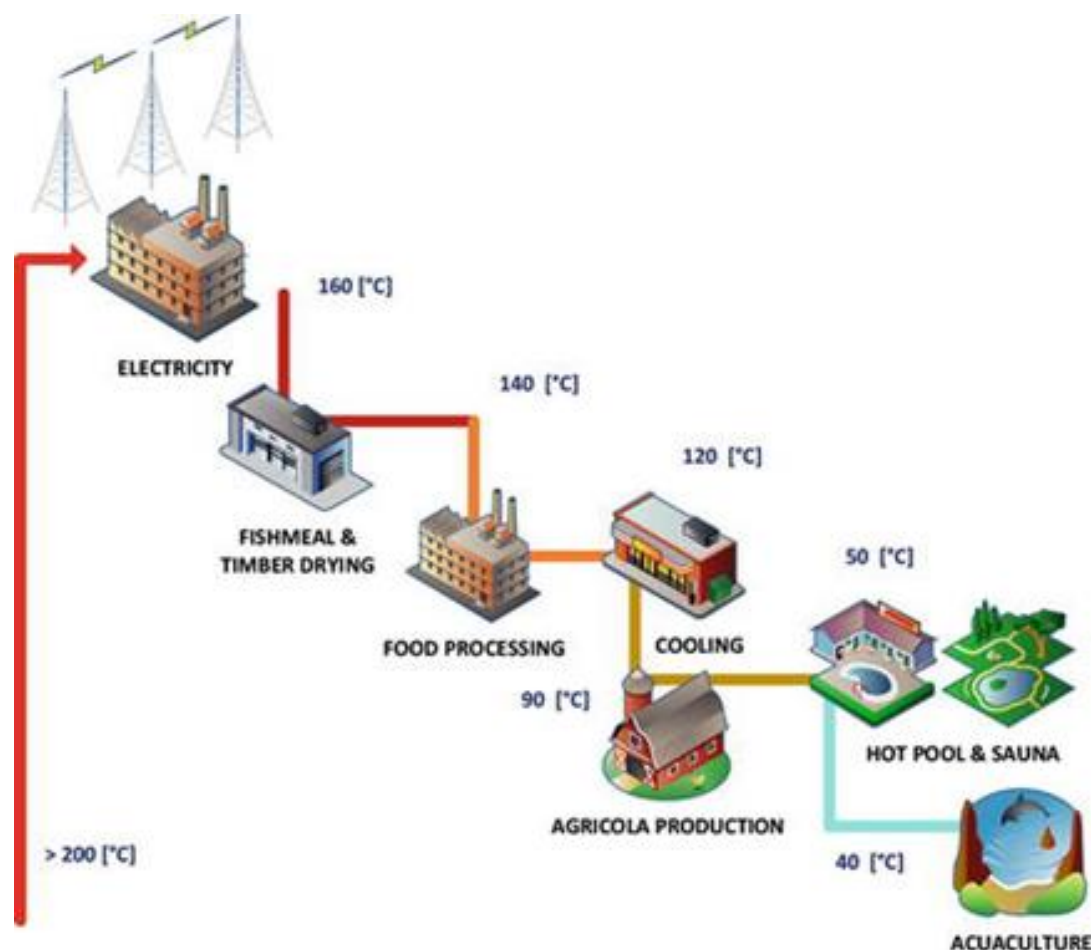 160 [°C]
ELECTRICITY
140 [°C]
120 [°C]
FISHMEAL &
TIMBER DRYING
50 [°C]
FOOD PROCESSING
COOLING
90 [°C]
HOT POOL & SAUNA
AGRICOLA PRODUCTION
> 200 [°C]
40 [°C]
ACUACULTURE